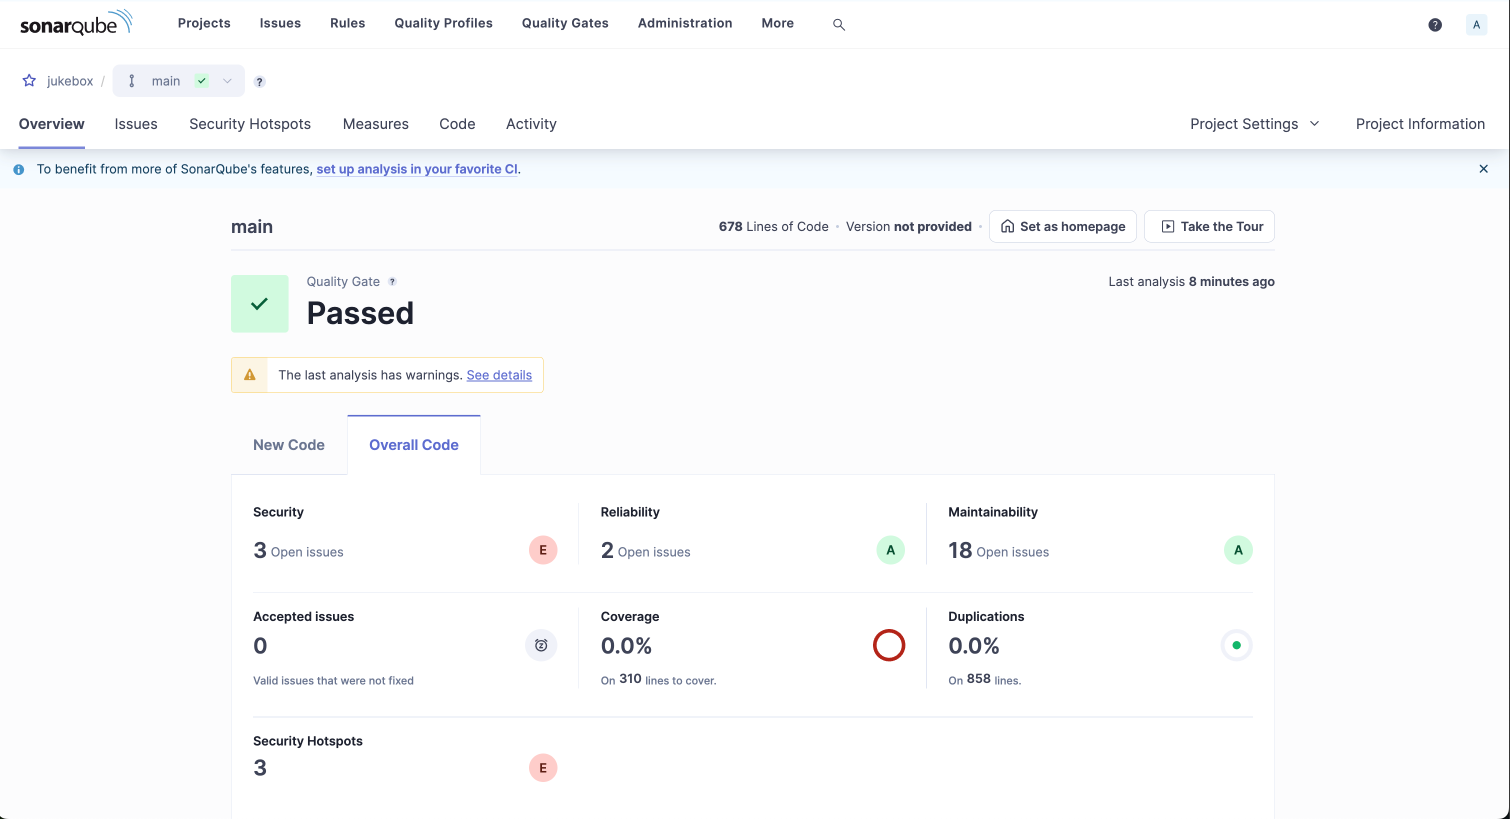 sonarqube Projects Issues Rules Quality Profiles Quality Gates Administration More ? A
jukebox / main ?
Overview Issues Security Hotspots Measures Code Activity Project Settings Project Information
To benefit from more of SonarQube's features, set up analysis in your favorite CI.
main 678 Lines of Code • Version not provided • Set as homepage Take the Tour
Quality Gate ? Last analysis 8 minutes ago
Passed
The last analysis has warnings. See details
New Code Overall Code
Security Reliability Maintainability
3 Open issues E 2 Open issues A 18 Open issues A
Accepted issues Coverage Duplications
0 0.0% 0.0%
Valid issues that were not fixed On 310 lines to cover. On 858 lines.
Security Hotspots
3 E